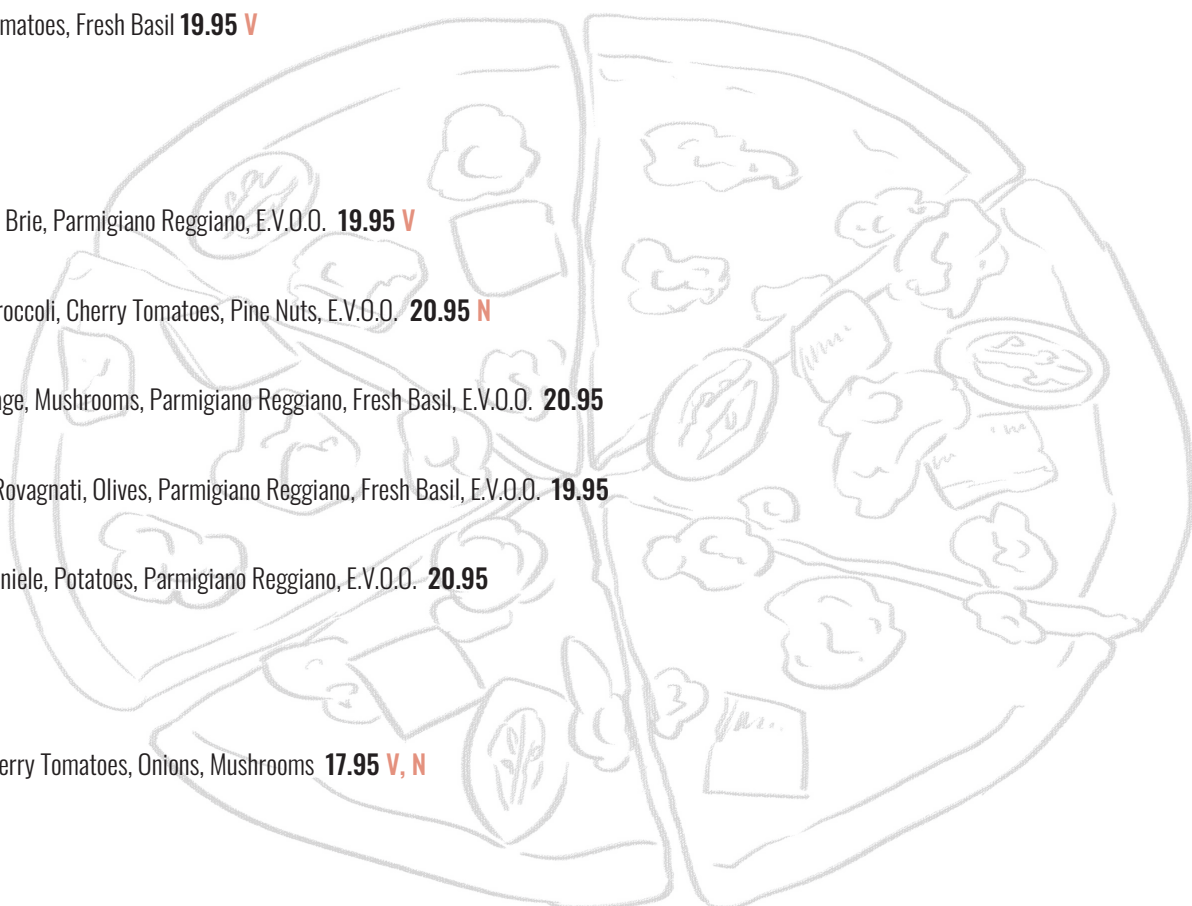 matoes, Fresh Basil 19.95 V
Brie, Parmigiano Reggiano, E.V.O.O. 19.95 V
roccoli, Cherry Tomatoes, Pine Nuts, E.V.O.O. 20.95 N
age, Mushrooms, Parmigiano Reggiano, Fresh Basil, E.V.O.O. 20.95
Rovagnati, Olives, Parmigiano Reggiano, Fresh Basil, E.V.O.O. 19.95
niele, Potatoes, Parmigiano Reggiano, E.V.O.O. 20.95
erry Tomatoes, Onions, Mushrooms 17.95 V, N